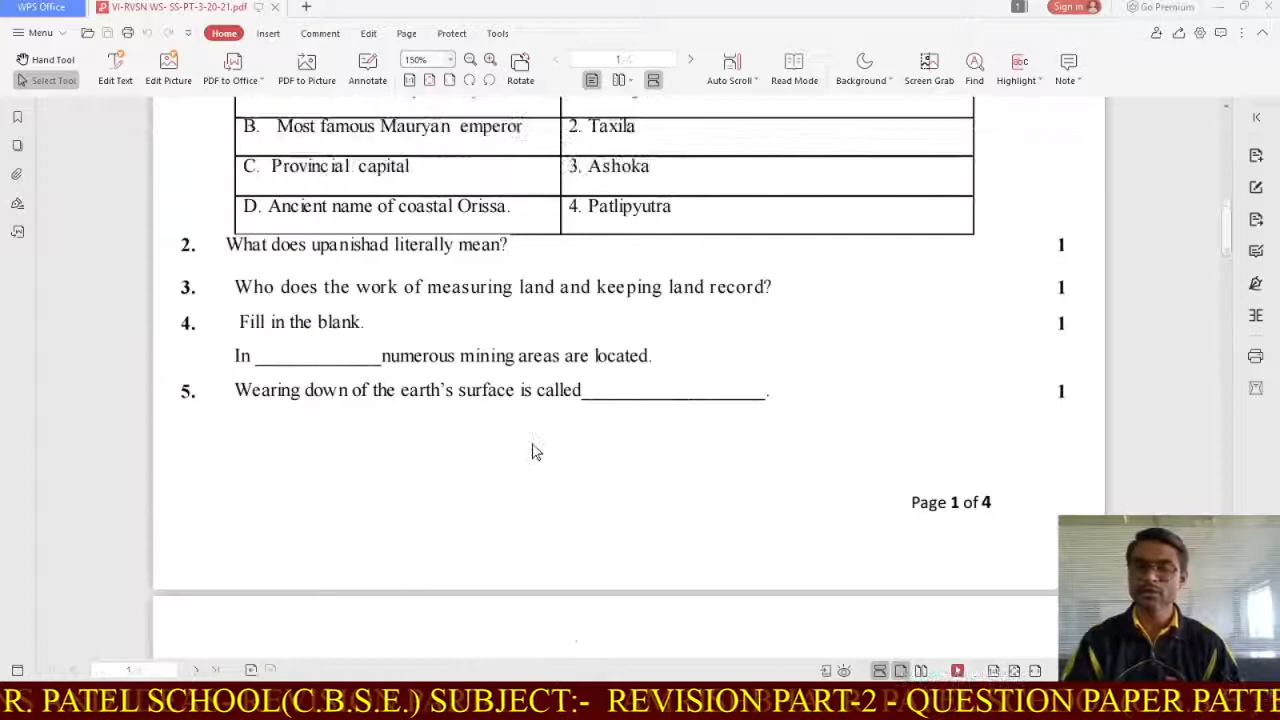 WPS Office
VI-RVSN WS- SS-PT-3-20-21.pdf
1
Sign in
Go Premium
Menu
Home
Insert
Comment
Edit
Page
Protect
Tools
Hand Tool
Select Tool
Edit Text
Edit Picture
PDF to Office
PDF to Picture
Annotate
150%
Rotate
Auto Scroll
Read Mode
Background
Screen Grab
Find
Highlight
Note
B. Most famous Mauryan emperor 2. Taxila
C. Provincial capital 3. Ashoka
D. Ancient name of coastal Orissa. 4. Patlipyutra
2. What does upanishad literally mean? 1
3. Who does the work of measuring land and keeping land record? 1
4. Fill in the blank. 1
In _____________numerous mining areas are located.
5. Wearing down of the earth's surface is called___________________. 1
Page 1 of 4
R. PATEL SCHOOL(C.B.S.E.) SUBJECT:- REVISION PART-2 - QUESTION PAPER PATTE